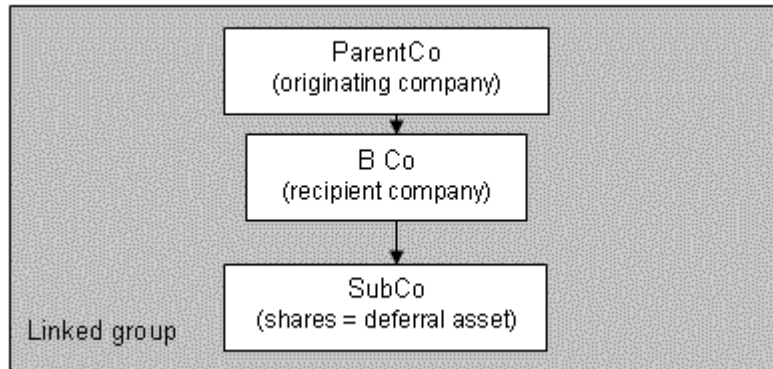 ParentCo
(originating company)
B Co
(recipient company)
SubCo
(shares = deferral asset)
Linked group